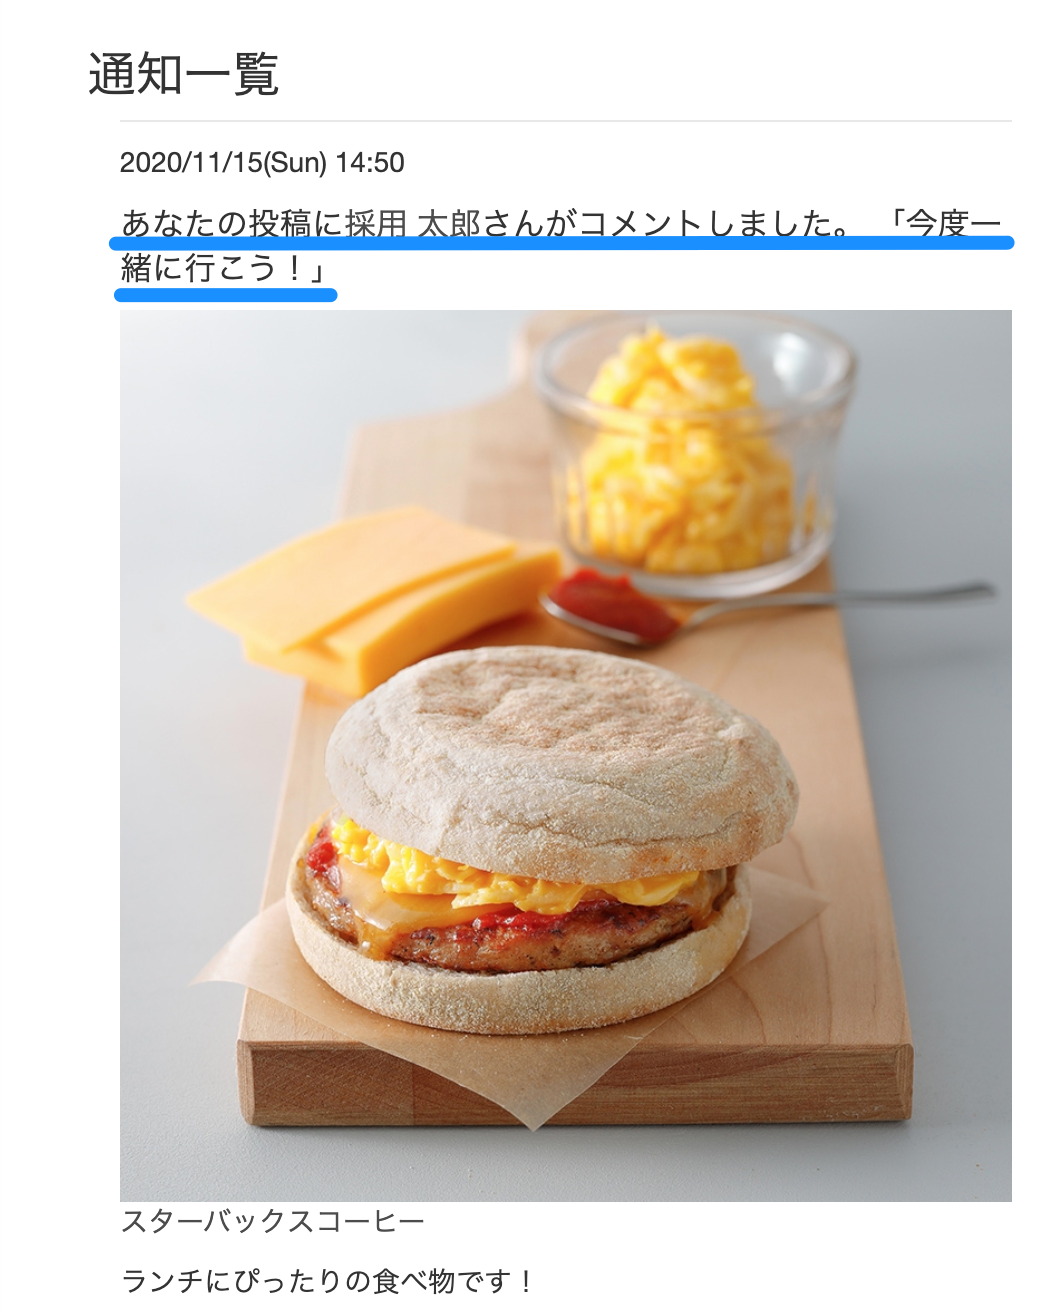 通知一覧
2020/11/15(Sun) 14:50
あなたの投稿に採用 太郎さんがコメントしました。 「今度一
緒に行こう！」
スターバックスコーヒー
ランチにぴったりの食べ物です！